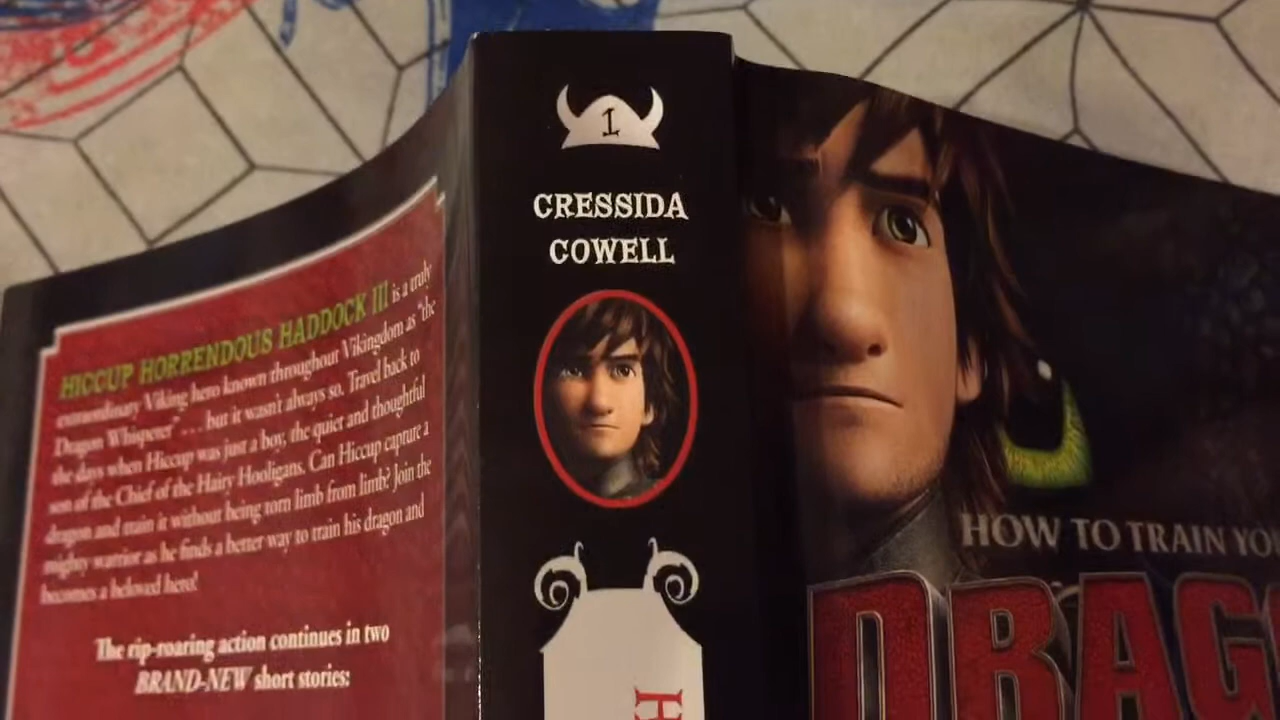 HICCUP HORRENDOUS HADDOCK III is a truly
extraordinary Viking hero known throughout Vikingdom as "the
Dragon Whisperer" . . . but it wasn't always so. Travel back to
the days when Hiccup was just a boy, the quiet and thoughtful
son of the Chief of the Hairy Hooligans. Can Hiccup capture a
dragon and train it without being torn limb from limb? Join the
mighty warrior as he finds a better way to train his dragon and
becomes a beloved hero!
The rip-roaring action continues in two
BRAND-NEW short stories:
1
CRESSIDA
COWELL
H
HOW TO TRAIN YO
DRAG